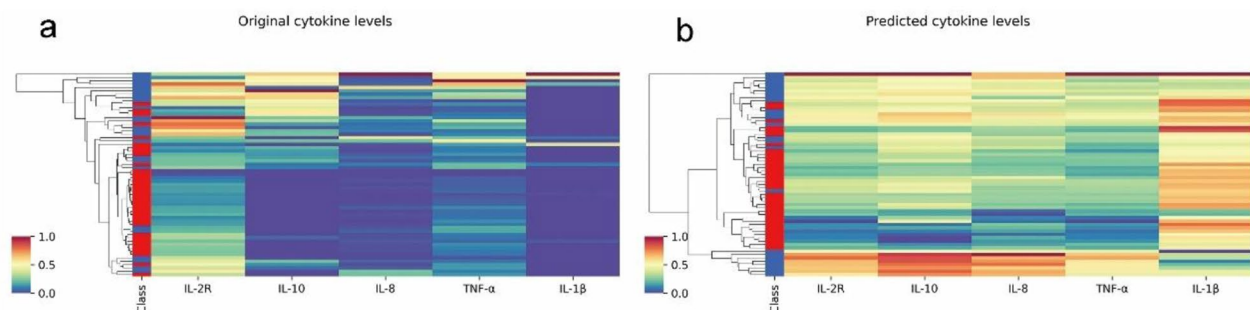 a
Original cytokine levels
1.0
0.5
0.0
Class
IL-2R
IL-10
IL-8
TNF-α
IL-1β
b
Predicted cytokine levels
1.0
0.5
0.0
Class
IL-2R
IL-10
IL-8
TNF-α
IL-1β